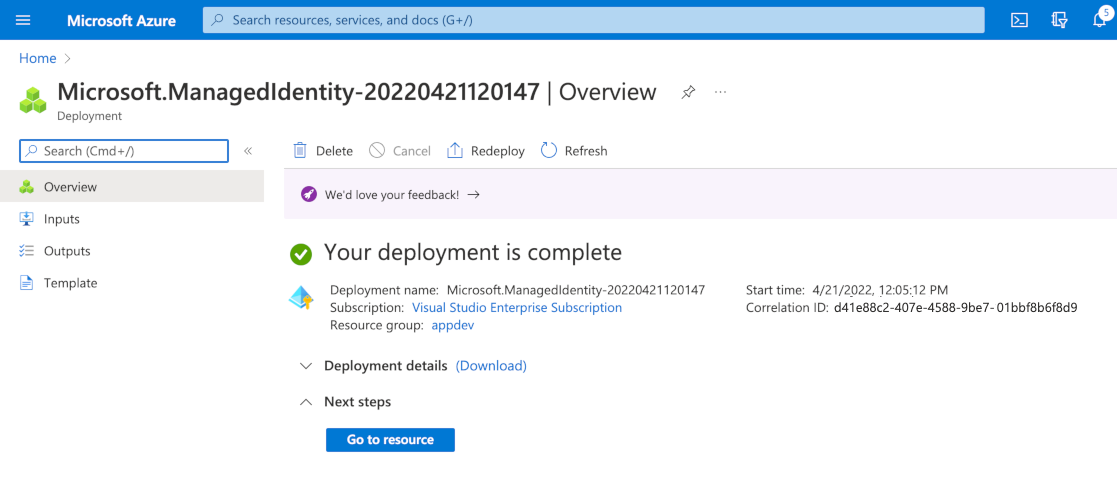 Microsoft Azure
Search resources, services, and docs (G+/)
5
Home
Microsoft.ManagedIdentity-20220421120147 | Overview
Deployment
Search (Cmd+/)
Delete
Cancel
Redeploy
Refresh
Overview
Inputs
Outputs
Template
We'd love your feedback! →
Your deployment is complete
Deployment name: Microsoft.ManagedIdentity-20220421120147
Subscription: Visual Studio Enterprise Subscription
Resource group: appdev
Start time: 4/21/2022, 12:05:12 PM
Correlation ID: d41e88c2-407e-4588-9be7-01bbf8b6f8d9
Deployment details (Download)
Next steps
Go to resource